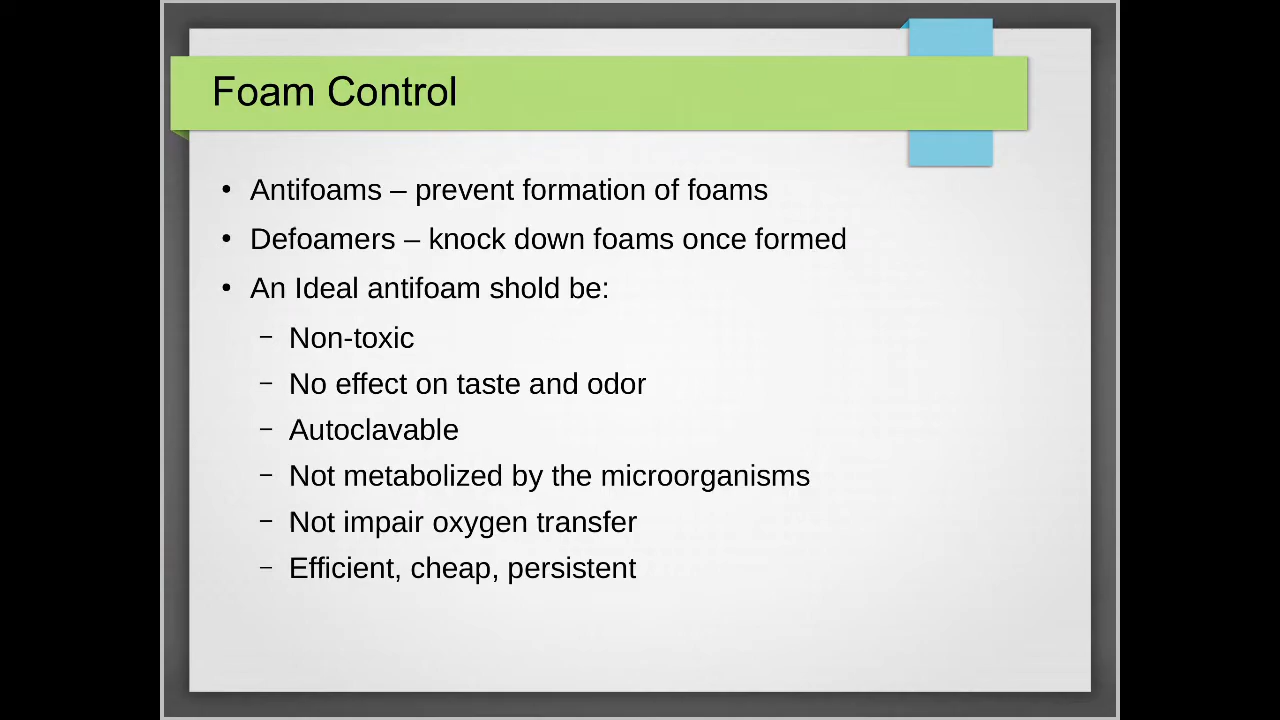 Foam Control
• Antifoams – prevent formation of foams
• Defoamers – knock down foams once formed
• An Ideal antifoam shold be:
– Non-toxic
– No effect on taste and odor
– Autoclavable
– Not metabolized by the microorganisms
– Not impair oxygen transfer
– Efficient, cheap, persistent